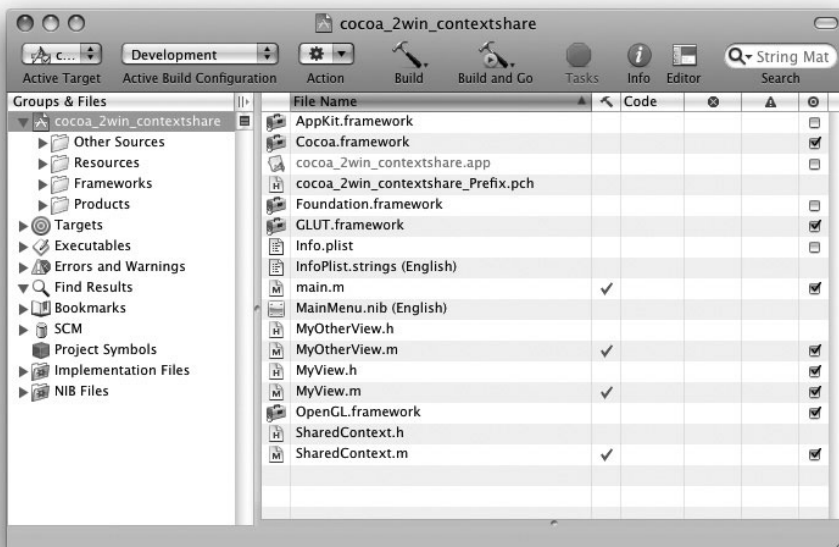 cocoa_2win_contextshare
c...
Development
String Mat
Active Target
Active Build Configuration
Action
Build
Build and Go
Tasks
Info
Editor
Search
Groups & Files
cocoa_2win_contextshare
Other Sources
Resources
Frameworks
Products
Targets
Executables
Errors and Warnings
Find Results
Bookmarks
SCM
Project Symbols
Implementation Files
NIB Files
File Name
Code
AppKit.framework
Cocoa.framework
cocoa_2win_contextshare.app
cocoa_2win_contextshare_Prefix.pch
Foundation.framework
GLUT.framework
Info.plist
InfoPlist.strings (English)
main.m
MainMenu.nib (English)
MyOtherView.h
MyOtherView.m
MyView.h
MyView.m
OpenGL.framework
SharedContext.h
SharedContext.m